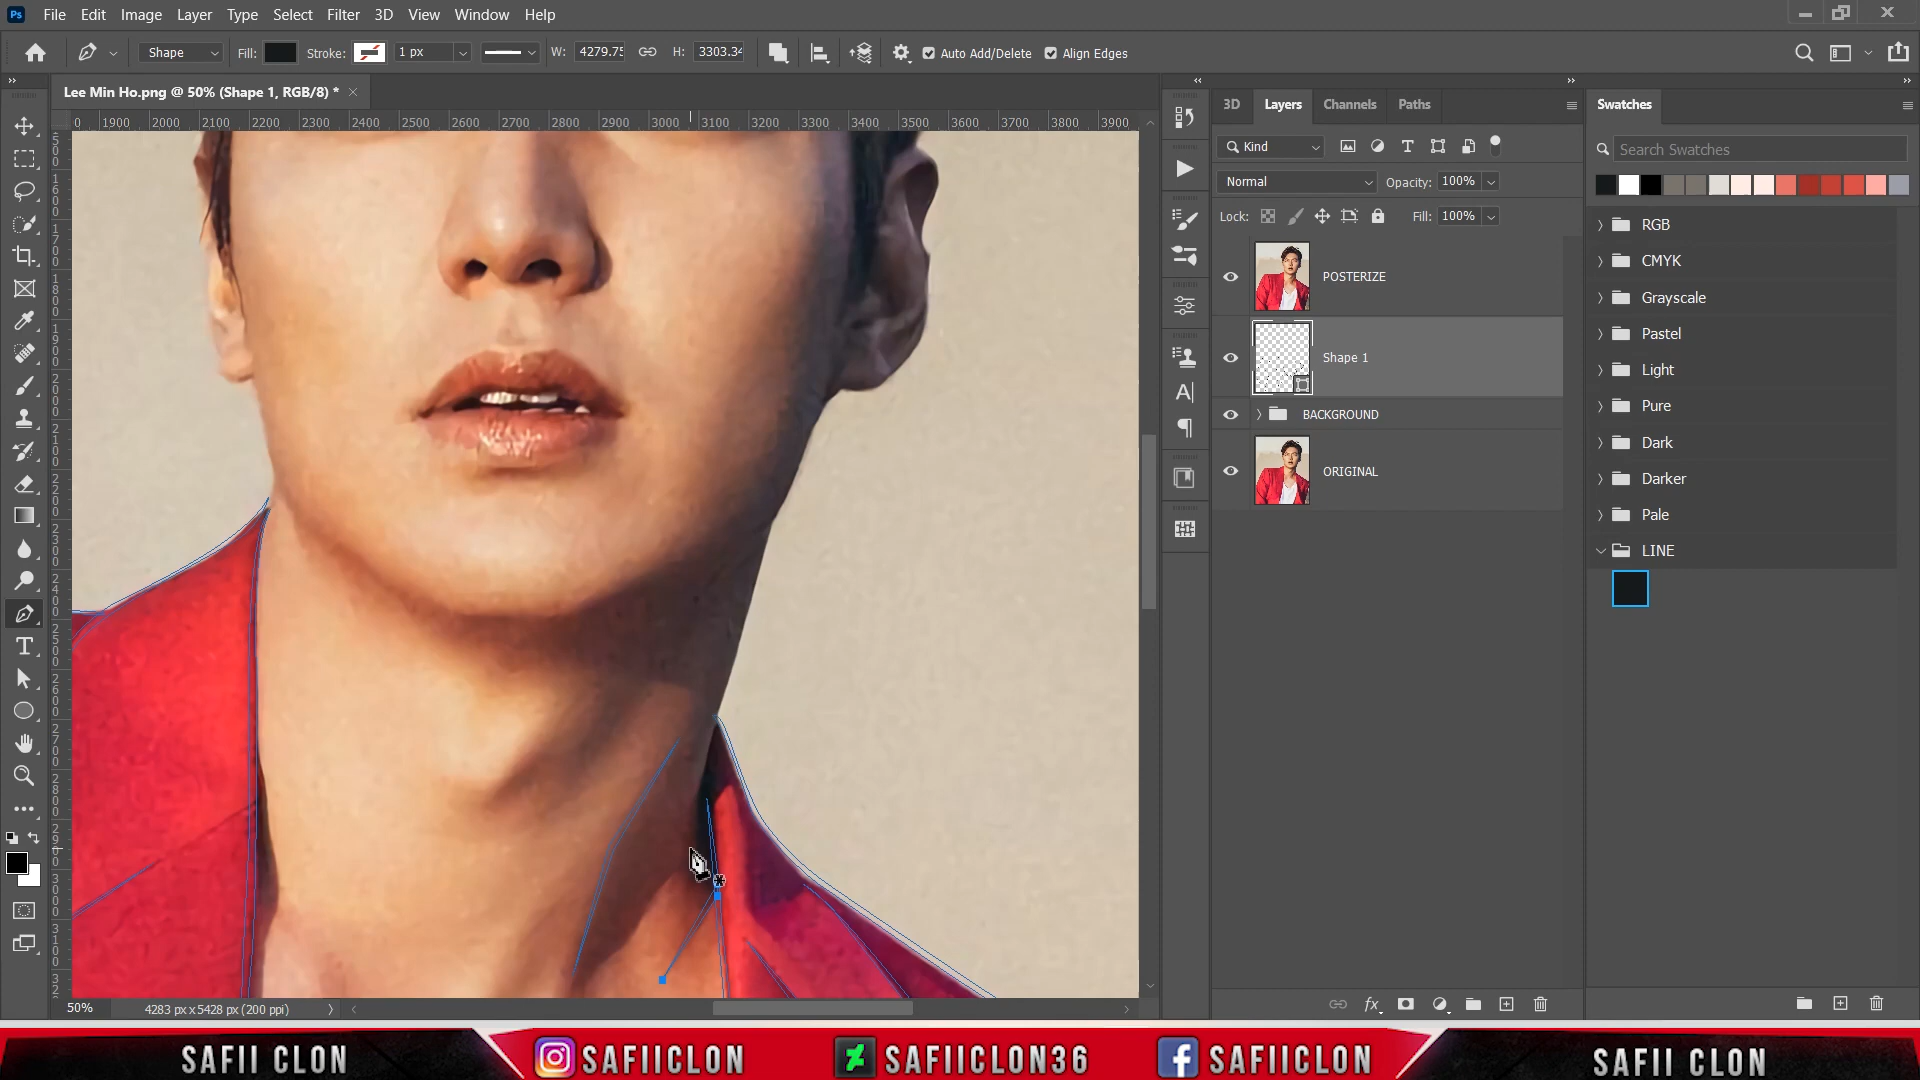 Ps File Edit Image Layer Type Select Filter 3D View Window Help
Shape Fill: Stroke: 1 px W: 4279.75 H: 3303.34 Auto Add/Delete Align Edges
Lee Min Ho.png @ 50% (Shape 1, RGB/8) *
0 1900 2000 2100 2200 2300 2400 2500 2600 2700 2800 2900 3000 3100 3200 3300 3400 3500 3600 3700 3800 3900
3D Layers Channels Paths
Kind
Normal Opacity: 100%
Lock: Fill: 100%
POSTERIZE
Shape 1
BACKGROUND
ORIGINAL
fx
Swatches
Search Swatches
RGB
CMYK
Grayscale
Pastel
Light
Pure
Dark
Darker
Pale
LINE
50% 4283 px x 5428 px (200 ppi)
SAFII CLON SAFIICLON SAFIICLON36 SAFIICLON SAFII CLON